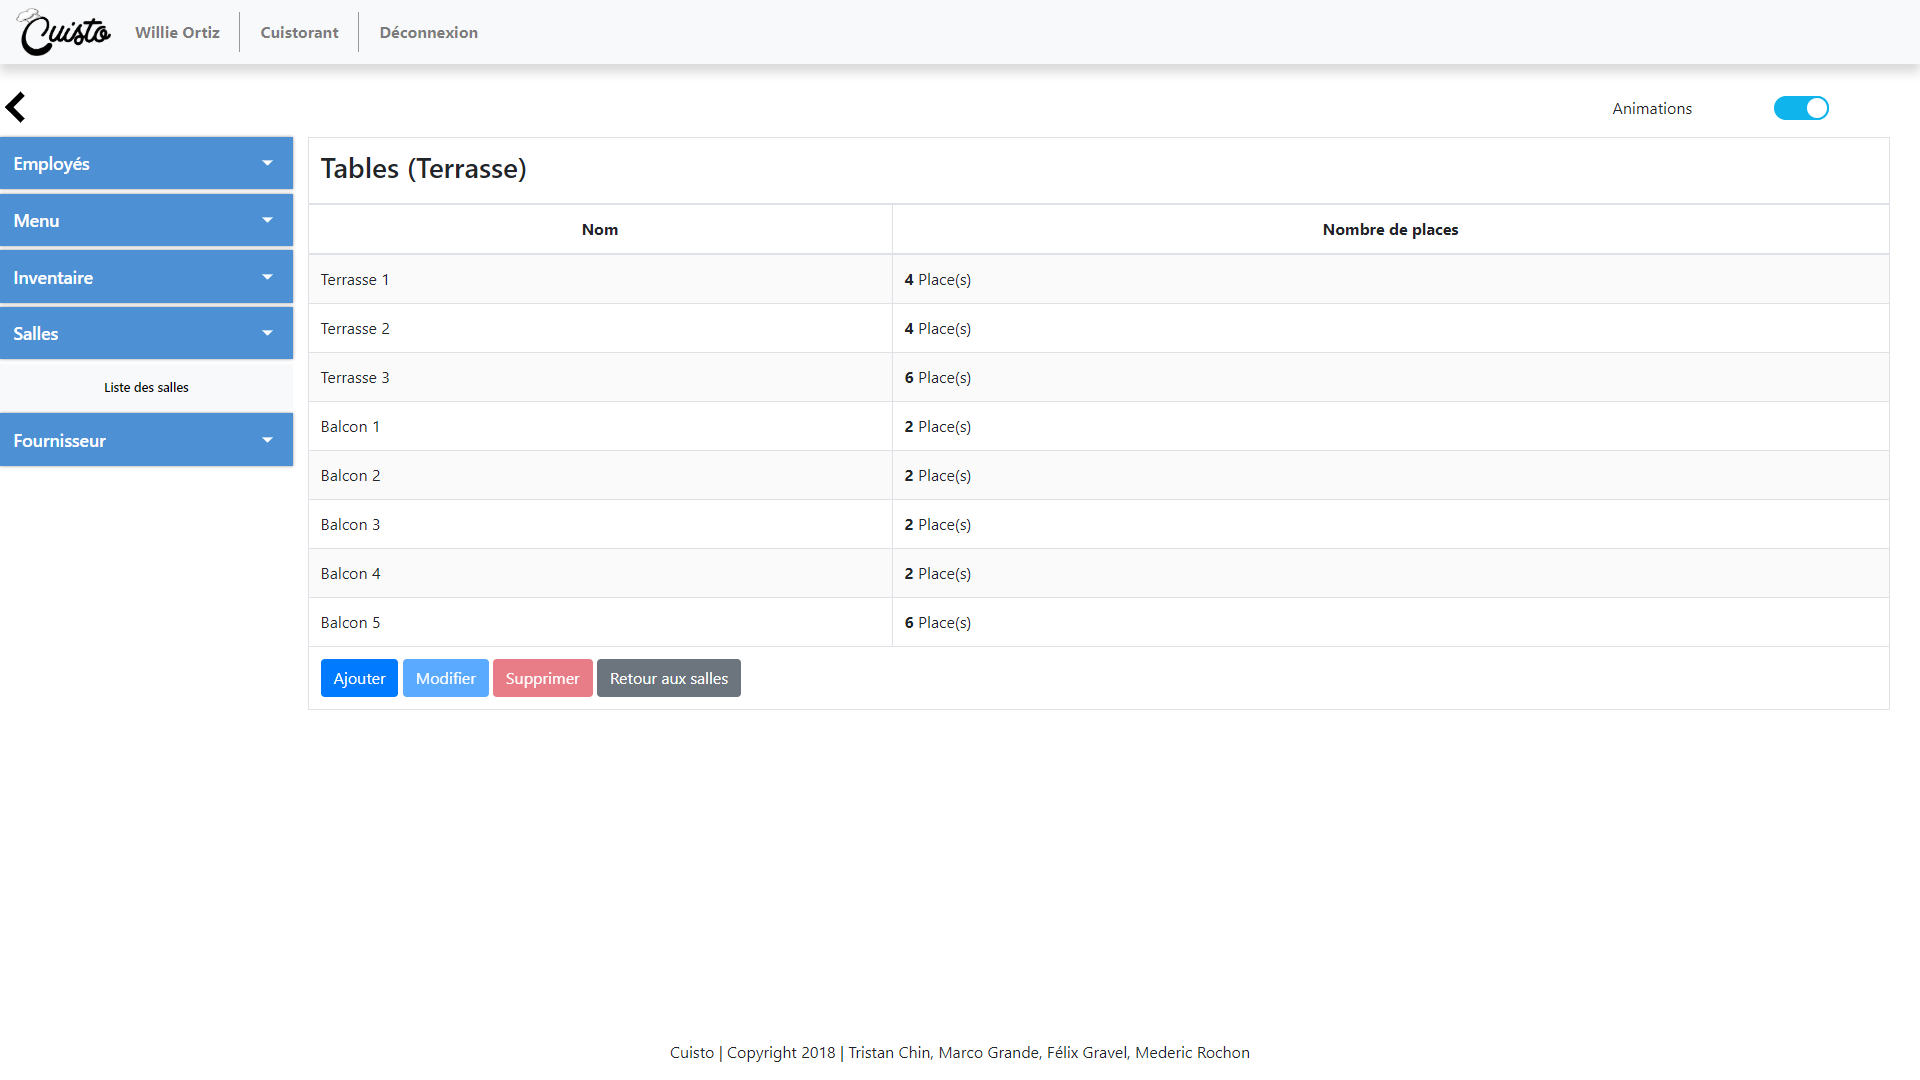 Cuisto Willie Ortiz Cuistorant Déconnexion
Animations
Employés
Menu
Inventaire
Salles
Liste des salles
Fournisseur
Tables (Terrasse)
Nom Nombre de places
Terrasse 1 4 Place(s)
Terrasse 2 4 Place(s)
Terrasse 3 6 Place(s)
Balcon 1 2 Place(s)
Balcon 2 2 Place(s)
Balcon 3 2 Place(s)
Balcon 4 2 Place(s)
Balcon 5 6 Place(s)
Ajouter Modifier Supprimer Retour aux salles
Cuisto | Copyright 2018 | Tristan Chin, Marco Grande, Félix Gravel, Mederic Rochon